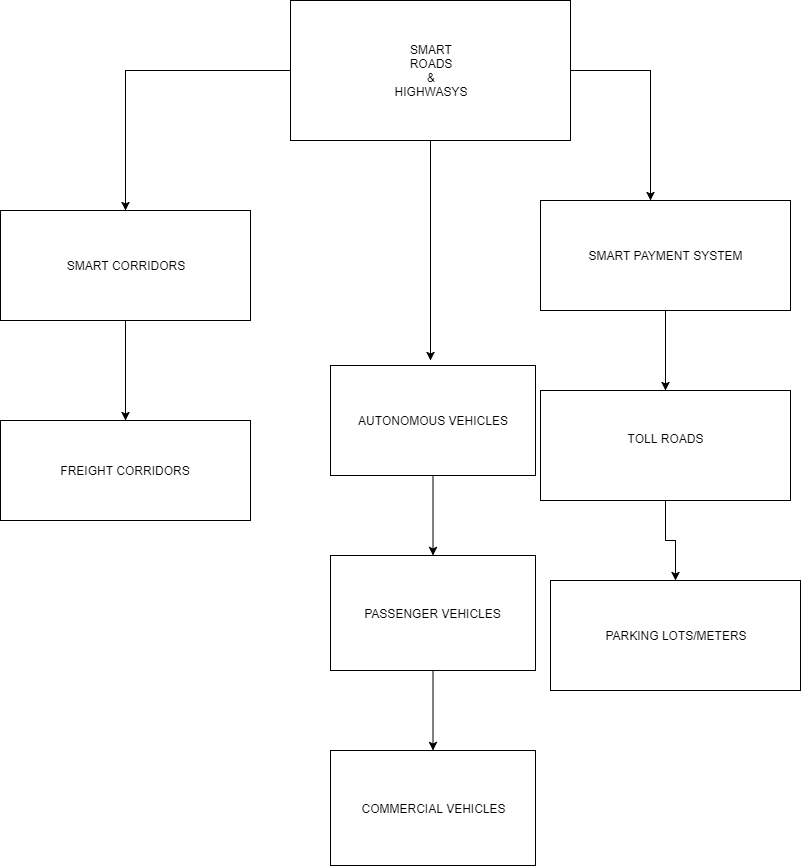 SMART
ROADS
&
HIGHWASYS
SMART CORRIDORS
SMART PAYMENT SYSTEM
AUTONOMOUS VEHICLES
TOLL ROADS
FREIGHT CORRIDORS
PASSENGER VEHICLES
PARKING LOTS/METERS
COMMERCIAL VEHICLES